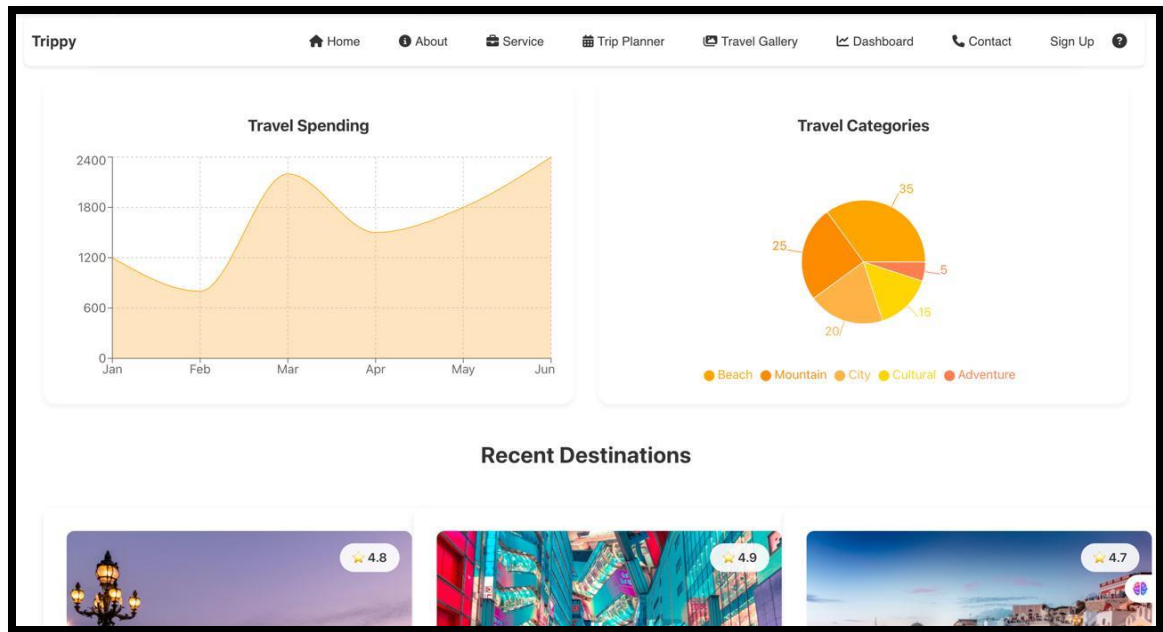 Trippy
Home About Service Trip Planner Travel Gallery Dashboard Contact Sign Up ?
Travel Spending
2400
1800
1200
600
0
Jan Feb Mar Apr May Jun
Travel Categories
35
25
5
15
20
Beach Mountain City Cultural Adventure
Recent Destinations
4.8
4.9
4.7